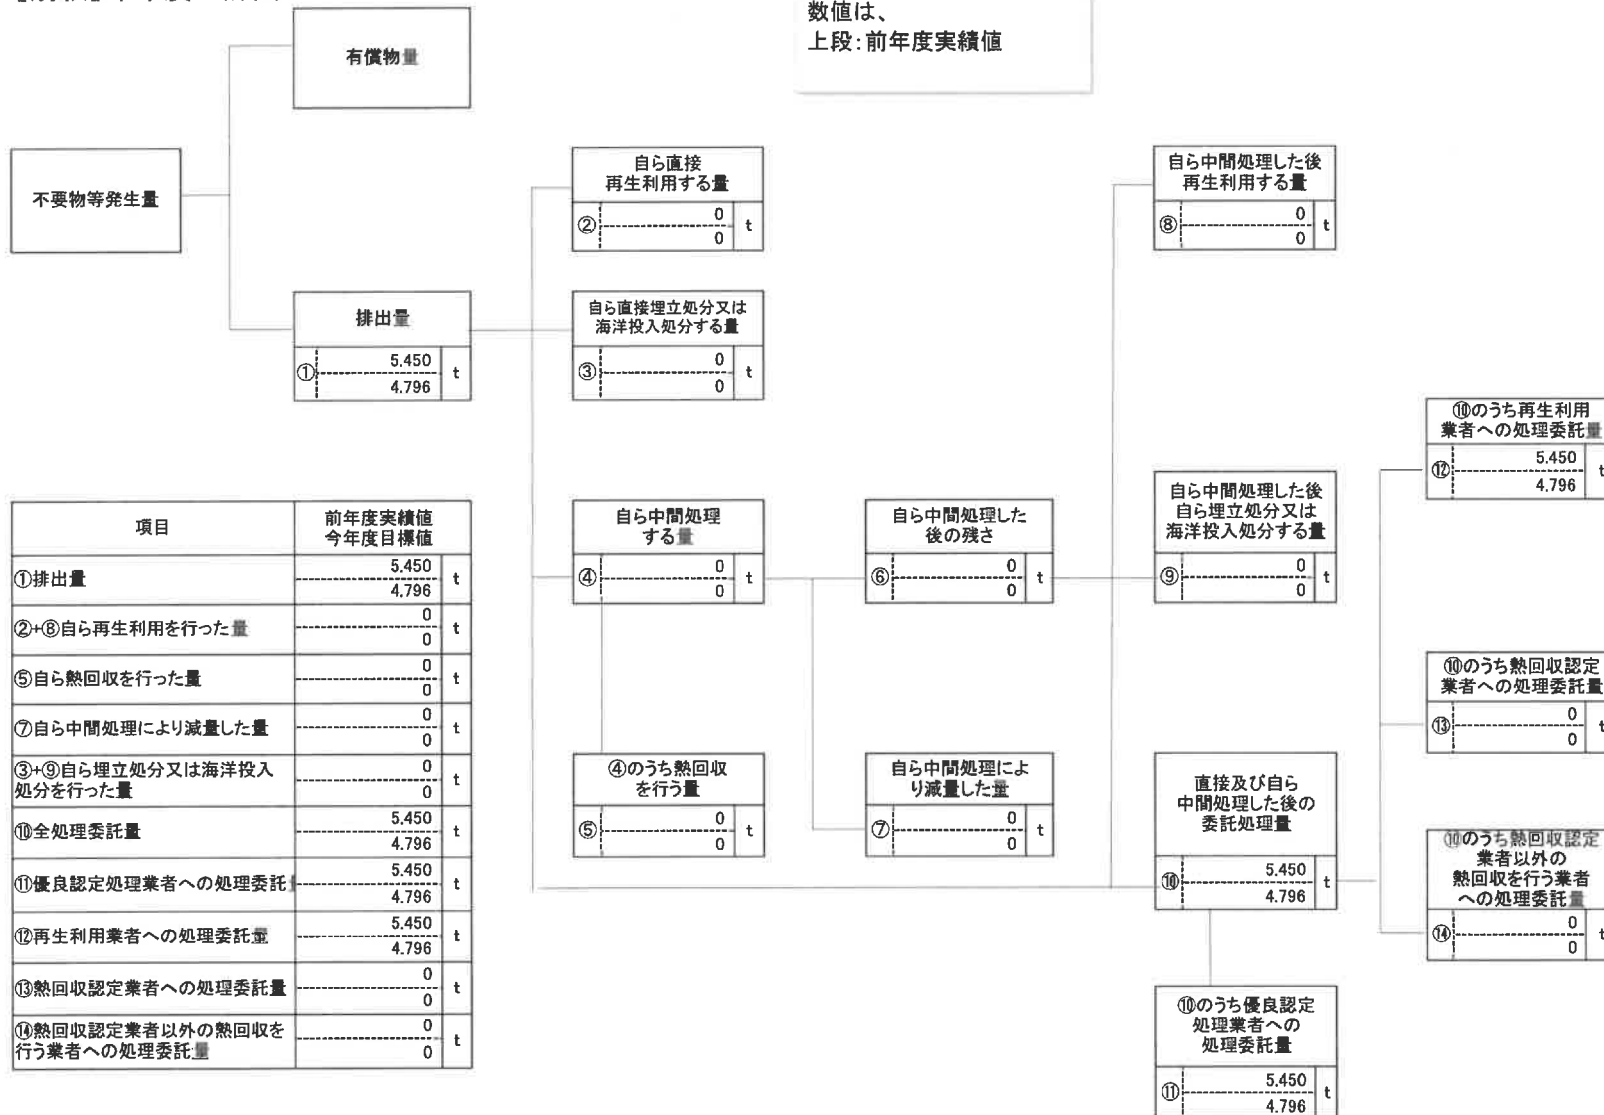 数値は、
上段:前年度実績値
有償物量
不要物等発生量
排出量
①
5.450
4.796
t
自ら直接
再生利用する量
②
0
0
t
自ら直接埋立処分又は
海洋投入処分する量
③
0
0
t
自ら中間処理
する量
④
0
0
t
④のうち熱回収
を行う量
⑤
0
0
t
自ら中間処理した
後の残さ
⑥
0
0
t
自ら中間処理によ
り減量した量
⑦
0
0
t
自ら中間処理した後
再生利用する量
⑧
0
0
t
自ら中間処理した後
自ら埋立処分又は
海洋投入処分する量
⑨
0
0
t
直接及び自ら
中間処理した後の
委託処理量
⑩
5.450
4.796
t
⑩のうち優良認定
処理業者への
処理委託量
⑪
5.450
4.796
t
⑩のうち再生利用
業者への処理委託量
⑫
5.450
4.796
t
⑩のうち熱回収認定
業者への処理委託量
⑬
0
0
t
⑩のうち熱回収認定
業者以外の
熱回収を行う業者
への処理委託量
⑭
0
0
t
項目
前年度実績値
今年度目標値
①排出量
5.450
4.796
t
②+⑧自ら再生利用を行った量
0
0
t
⑤自ら熱回収を行った量
0
0
t
⑦自ら中間処理により減量した量
0
0
t
③+⑨自ら埋立処分又は海洋投入
処分を行った量
0
0
t
⑩全処理委託量
5.450
4.796
t
⑪優良認定処理業者への処理委託
5.450
4.796
t
⑫再生利用業者への処理委託量
5.450
4.796
t
⑬熱回収認定業者への処理委託量
0
0
t
⑭熱回収認定業者以外の熱回収を
行う業者への処理委託量
0
0
t